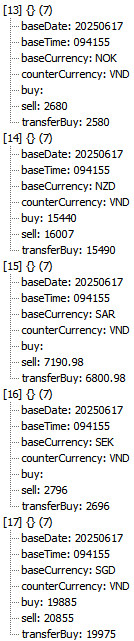 [13] {} (7)
baseDate: 20250617
baseTime: 094155
baseCurrency: NOK
counterCurrency: VND
buy:
sell: 2680
transferBuy: 2580
[14] {} (7)
baseDate: 20250617
baseTime: 094155
baseCurrency: NZD
counterCurrency: VND
buy: 15440
sell: 16007
transferBuy: 15490
[15] {} (7)
baseDate: 20250617
baseTime: 094155
baseCurrency: SAR
counterCurrency: VND
buy:
sell: 7190.98
transferBuy: 6800.98
[16] {} (7)
baseDate: 20250617
baseTime: 094155
baseCurrency: SEK
counterCurrency: VND
buy:
sell: 2796
transferBuy: 2696
[17] {} (7)
baseDate: 20250617
baseTime: 094155
baseCurrency: SGD
counterCurrency: VND
buy: 19885
sell: 20855
transferBuy: 19975